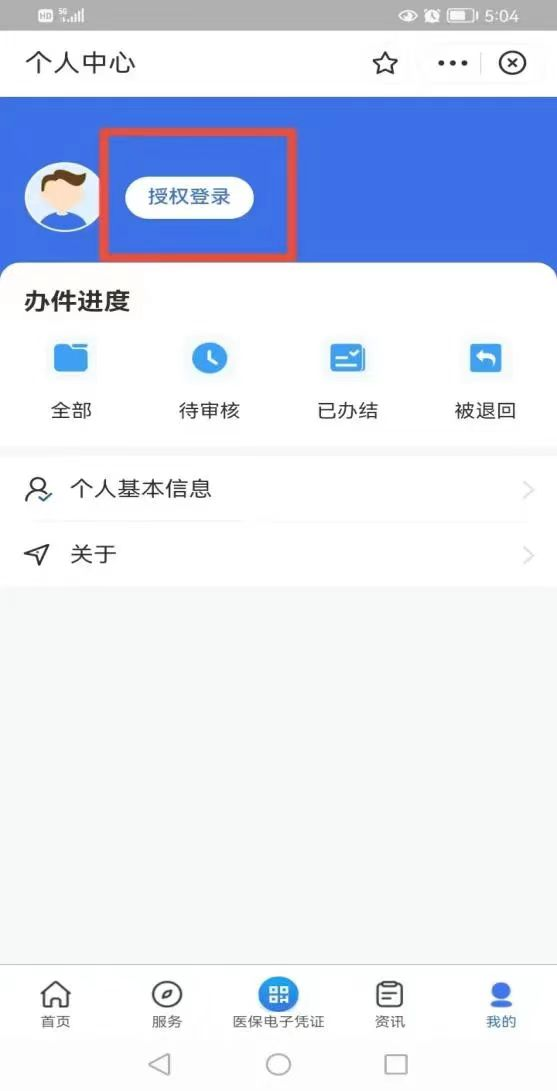 HD 5G 5:04
个人中心
授权登录
办件进度
全部 待审核 已办结 被退回
个人基本信息
关于
首页 服务 医保电子凭证 资讯 我的